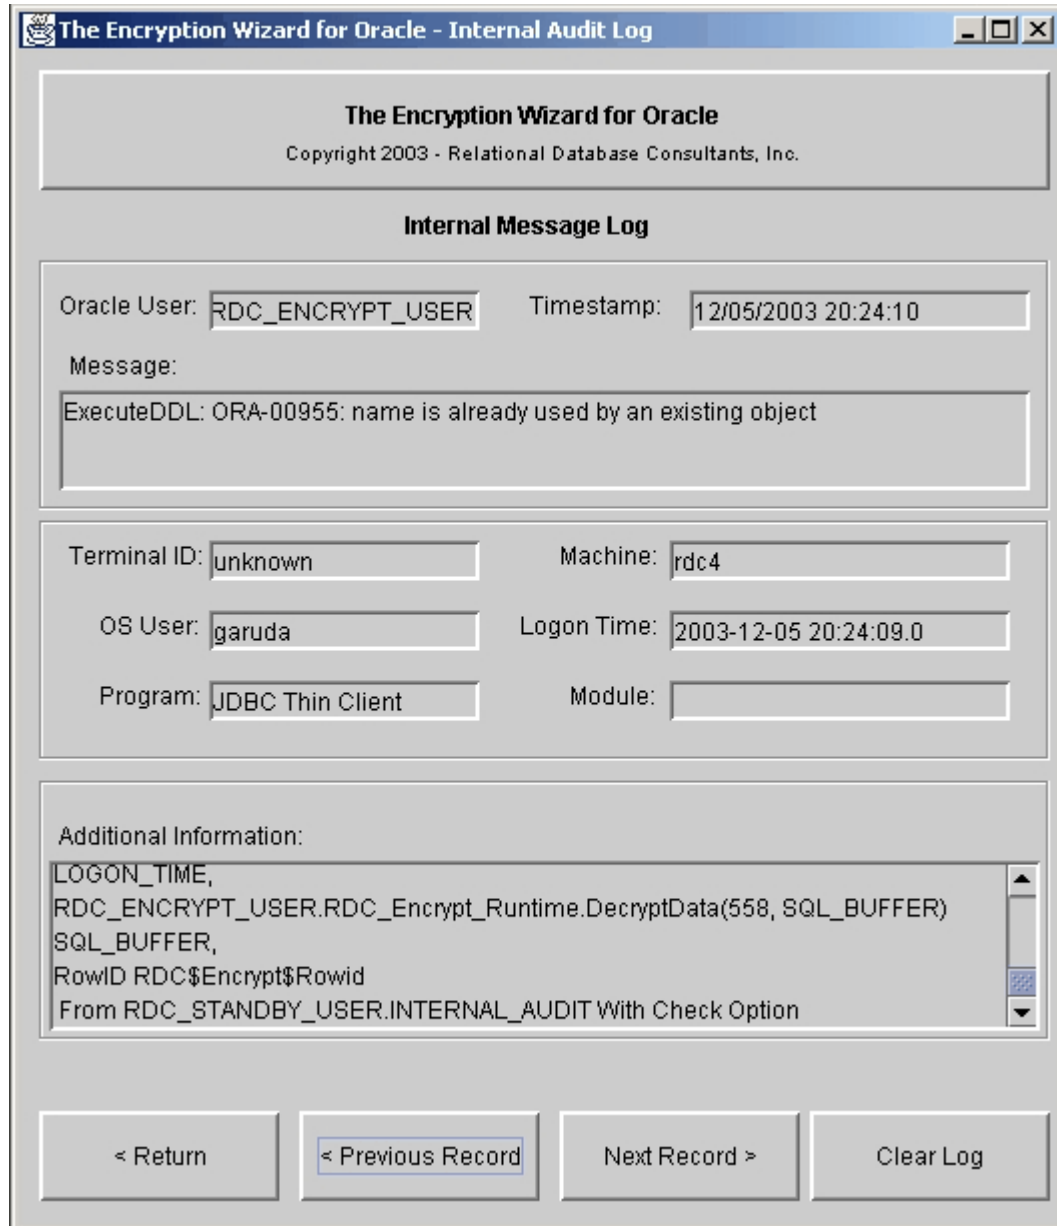 The Encryption Wizard for Oracle - Internal Audit Log
The Encryption Wizard for Oracle
Copyright 2003 - Relational Database Consultants, Inc.
Internal Message Log
Oracle User: RDC_ENCRYPT_USER Timestamp: 12/05/2003 20:24:10
Message:
ExecuteDDL: ORA-00955: name is already used by an existing object
Terminal ID: unknown Machine: rdc4
OS User: garuda Logon Time: 2003-12-05 20:24:09.0
Program: JDBC Thin Client Module:
Additional Information:
LOGON_TIME,
RDC_ENCRYPT_USER.RDC_Encrypt_Runtime.DecryptData(558, SQL_BUFFER)
SQL_BUFFER,
RowID RDC$Encrypt$Rowid
From RDC_STANDBY_USER.INTERNAL_AUDIT With Check Option
< Return < Previous Record Next Record > Clear Log